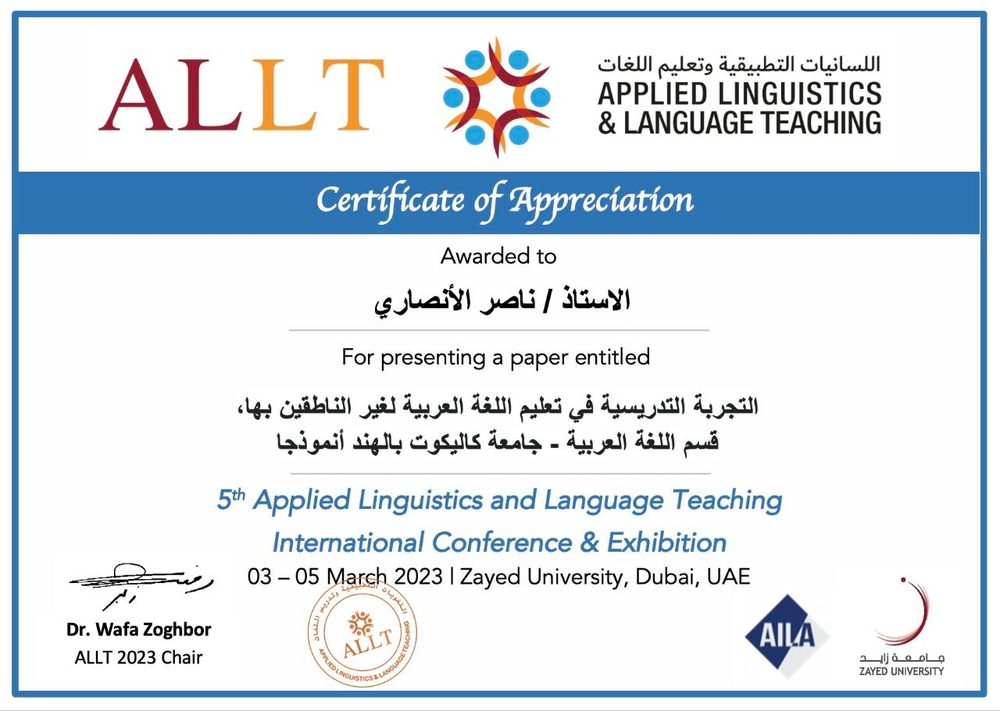 ALLT
اللسانيات التطبيقية وتعليم اللغات
APPLIED LINGUISTICS
& LANGUAGE TEACHING
Certificate of Appreciation
Awarded to
الاستاذ / ناصر الأنصاري
For presenting a paper entitled
التجربة التدريسية في تعليم اللغة العربية لغير الناطقين بها،
قسم اللغة العربية - جامعة كاليكوت بالهند أنموذجا
5th Applied Linguistics and Language Teaching
International Conference & Exhibition
03 – 05 March 2023 | Zayed University, Dubai, UAE
Dr. Wafa Zoghbor
ALLT 2023 Chair
ALLT
APPLIED LINGUISTICS & LANGUAGE TEACHING
AILA
جامعة زايد
ZAYED UNIVERSITY